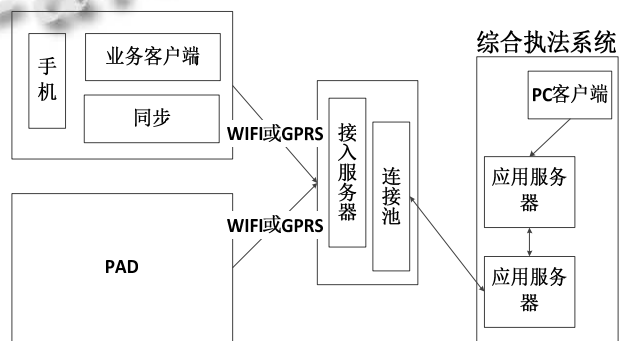 手机
业务客户端
同步
PAD
WIFI或GPRS
WIFI或GPRS
接入服务器
连接池
综合执法系统
PC客户端
应用服务
器
应用服务
器